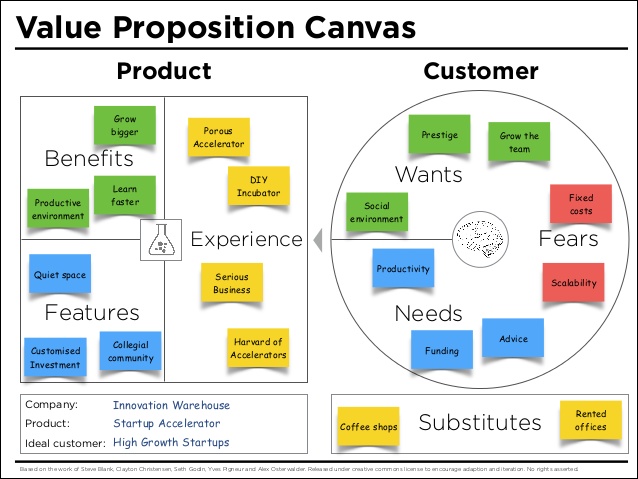 Value Proposition Canvas
Product
Customer
Grow
bigger
Benefits
Productive
environment
Learn
faster
Porous
Accelerator
DIY
Incubator
Experience
Serious
Business
Harvard of
Accelerators
Quiet space
Features
Customised
Investment
Collegial
community
Prestige
Grow the
team
Wants
Social
environment
Fixed
costs
Fears
Scalability
Productivity
Needs
Funding
Advice
Company: Innovation Warehouse
Product: Startup Accelerator
Ideal customer: High Growth Startups
Coffee shops
Substitutes
Rented
offices
Based on the work of Steve Blank, Clayton Christensen, Seth Godin, Yves Pigneur and Alex Osterwalder. Released under creative commons license to encourage adaption and iteration. No rights asserted.